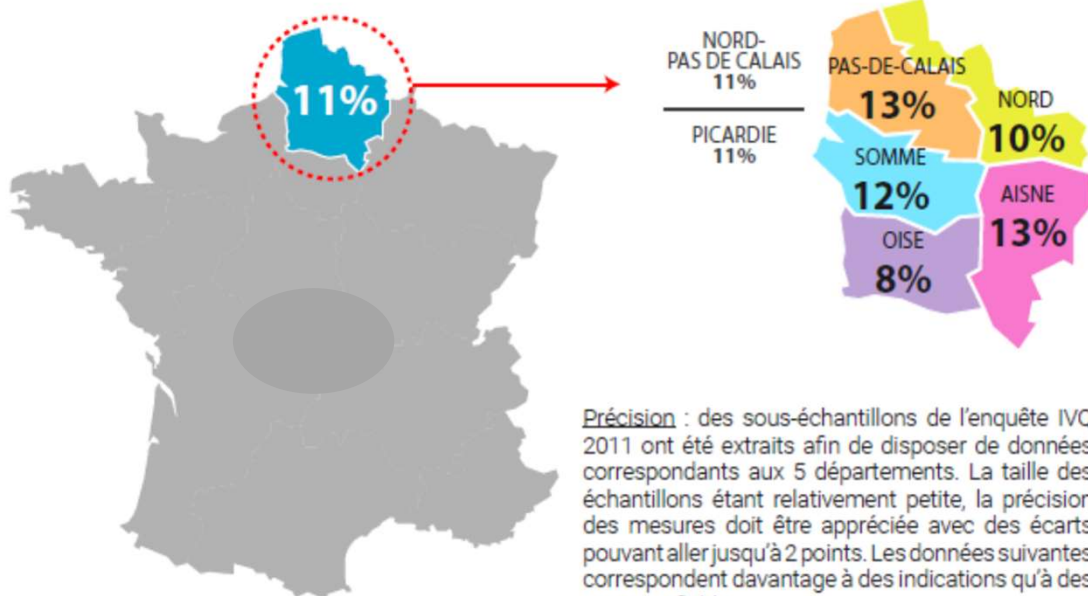 11%
NORD-
PAS DE CALAIS
11%
PICARDIE
11%
PAS-DE-CALAIS
13%
NORD
10%
SOMME
12%
AISNE
13%
OISE
8%
Précision : des sous-échantillons de l'enquête IVQ
2011 ont été extraits afin de disposer de données
correspondants aux 5 départements. La taille des
échantillons étant relativement petite, la précision
des mesures doit être appréciée avec des écarts
pouvant aller jusqu'à 2 points. Les données suivantes
correspondent davantage à des indications qu'à des